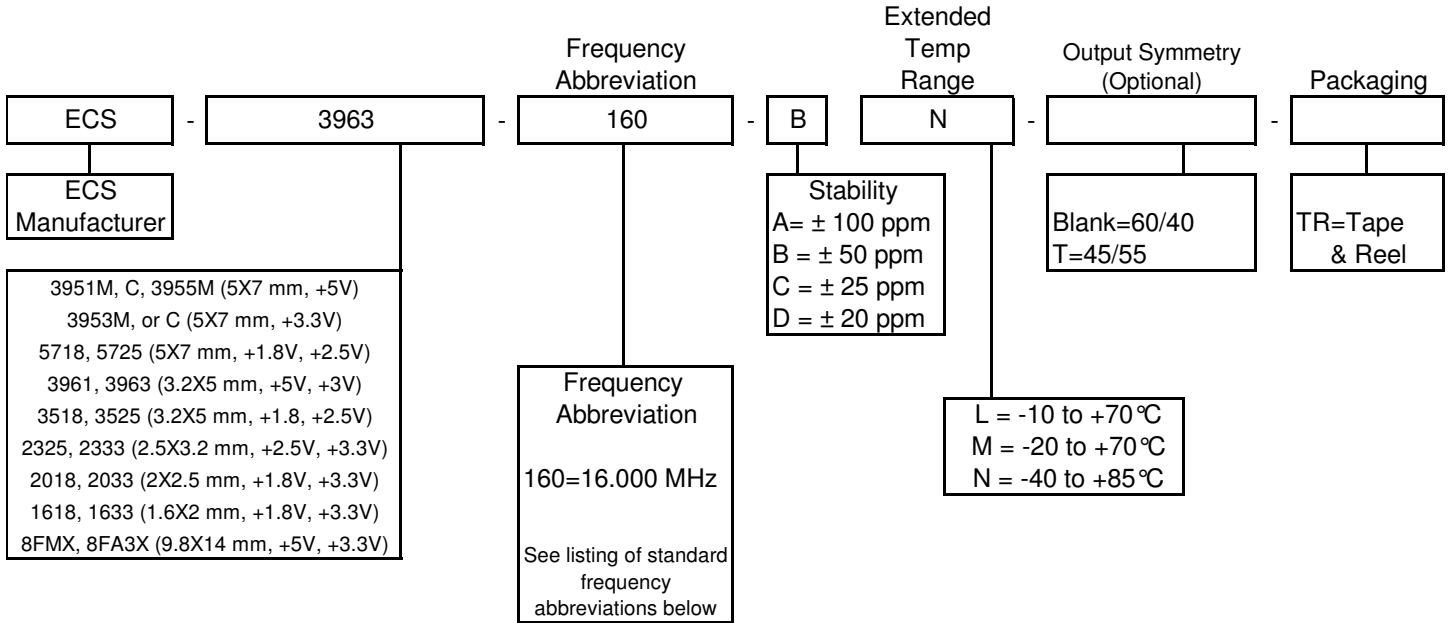 Frequency
Abbreviation
Extended
Temp
Range
Output Symmetry
(Optional)
Packaging
ECS - 3963 - 160 - B N - -
ECS
Manufacturer
3951M, C, 3955M (5X7 mm, +5V)
3953M, or C (5X7 mm, +3.3V)
5718, 5725 (5X7 mm, +1.8V, +2.5V)
3961, 3963 (3.2X5 mm, +5V, +3V)
3518, 3525 (3.2X5 mm, +1.8, +2.5V)
2325, 2333 (2.5X3.2 mm, +2.5V, +3.3V)
2018, 2033 (2X2.5 mm, +1.8V, +3.3V)
1618, 1633 (1.6X2 mm, +1.8V, +3.3V)
8FMX, 8FA3X (9.8X14 mm, +5V, +3.3V)
Frequency
Abbreviation
160=16.000 MHz
See listing of standard
frequency
abbreviations below
Stability
A= ± 100 ppm
B = ± 50 ppm
C = ± 25 ppm
D = ± 20 ppm
L = -10 to +70°C
M = -20 to +70°C
N = -40 to +85°C
Blank=60/40
T=45/55
TR=Tape
& Reel